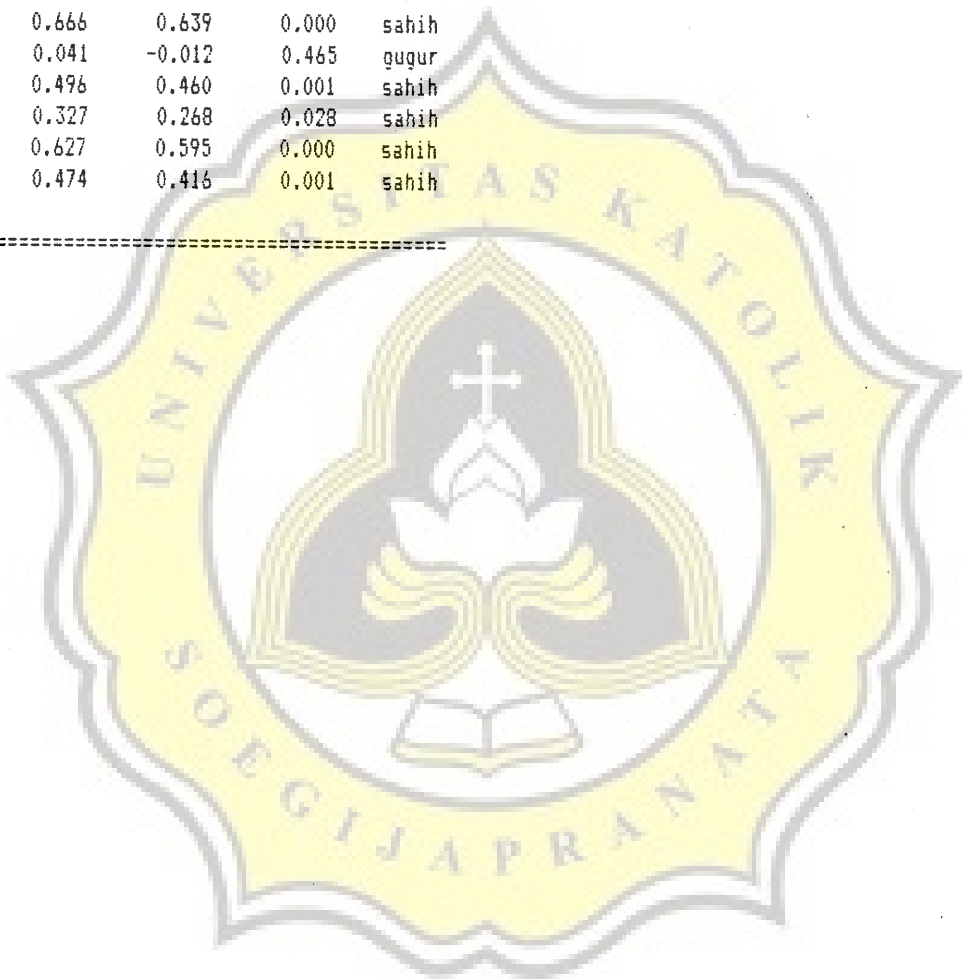 0.666 0.639 0.000 sahih
0.041 -0.012 0.465 gugur
0.496 0.460 0.001 sahih
0.327 0.268 0.028 sahih
0.627 0.595 0.000 sahih
0.474 0.416 0.001 sahih
======================================
UNIVERSITAS KATOLIK
SOEGIJAPRANATA